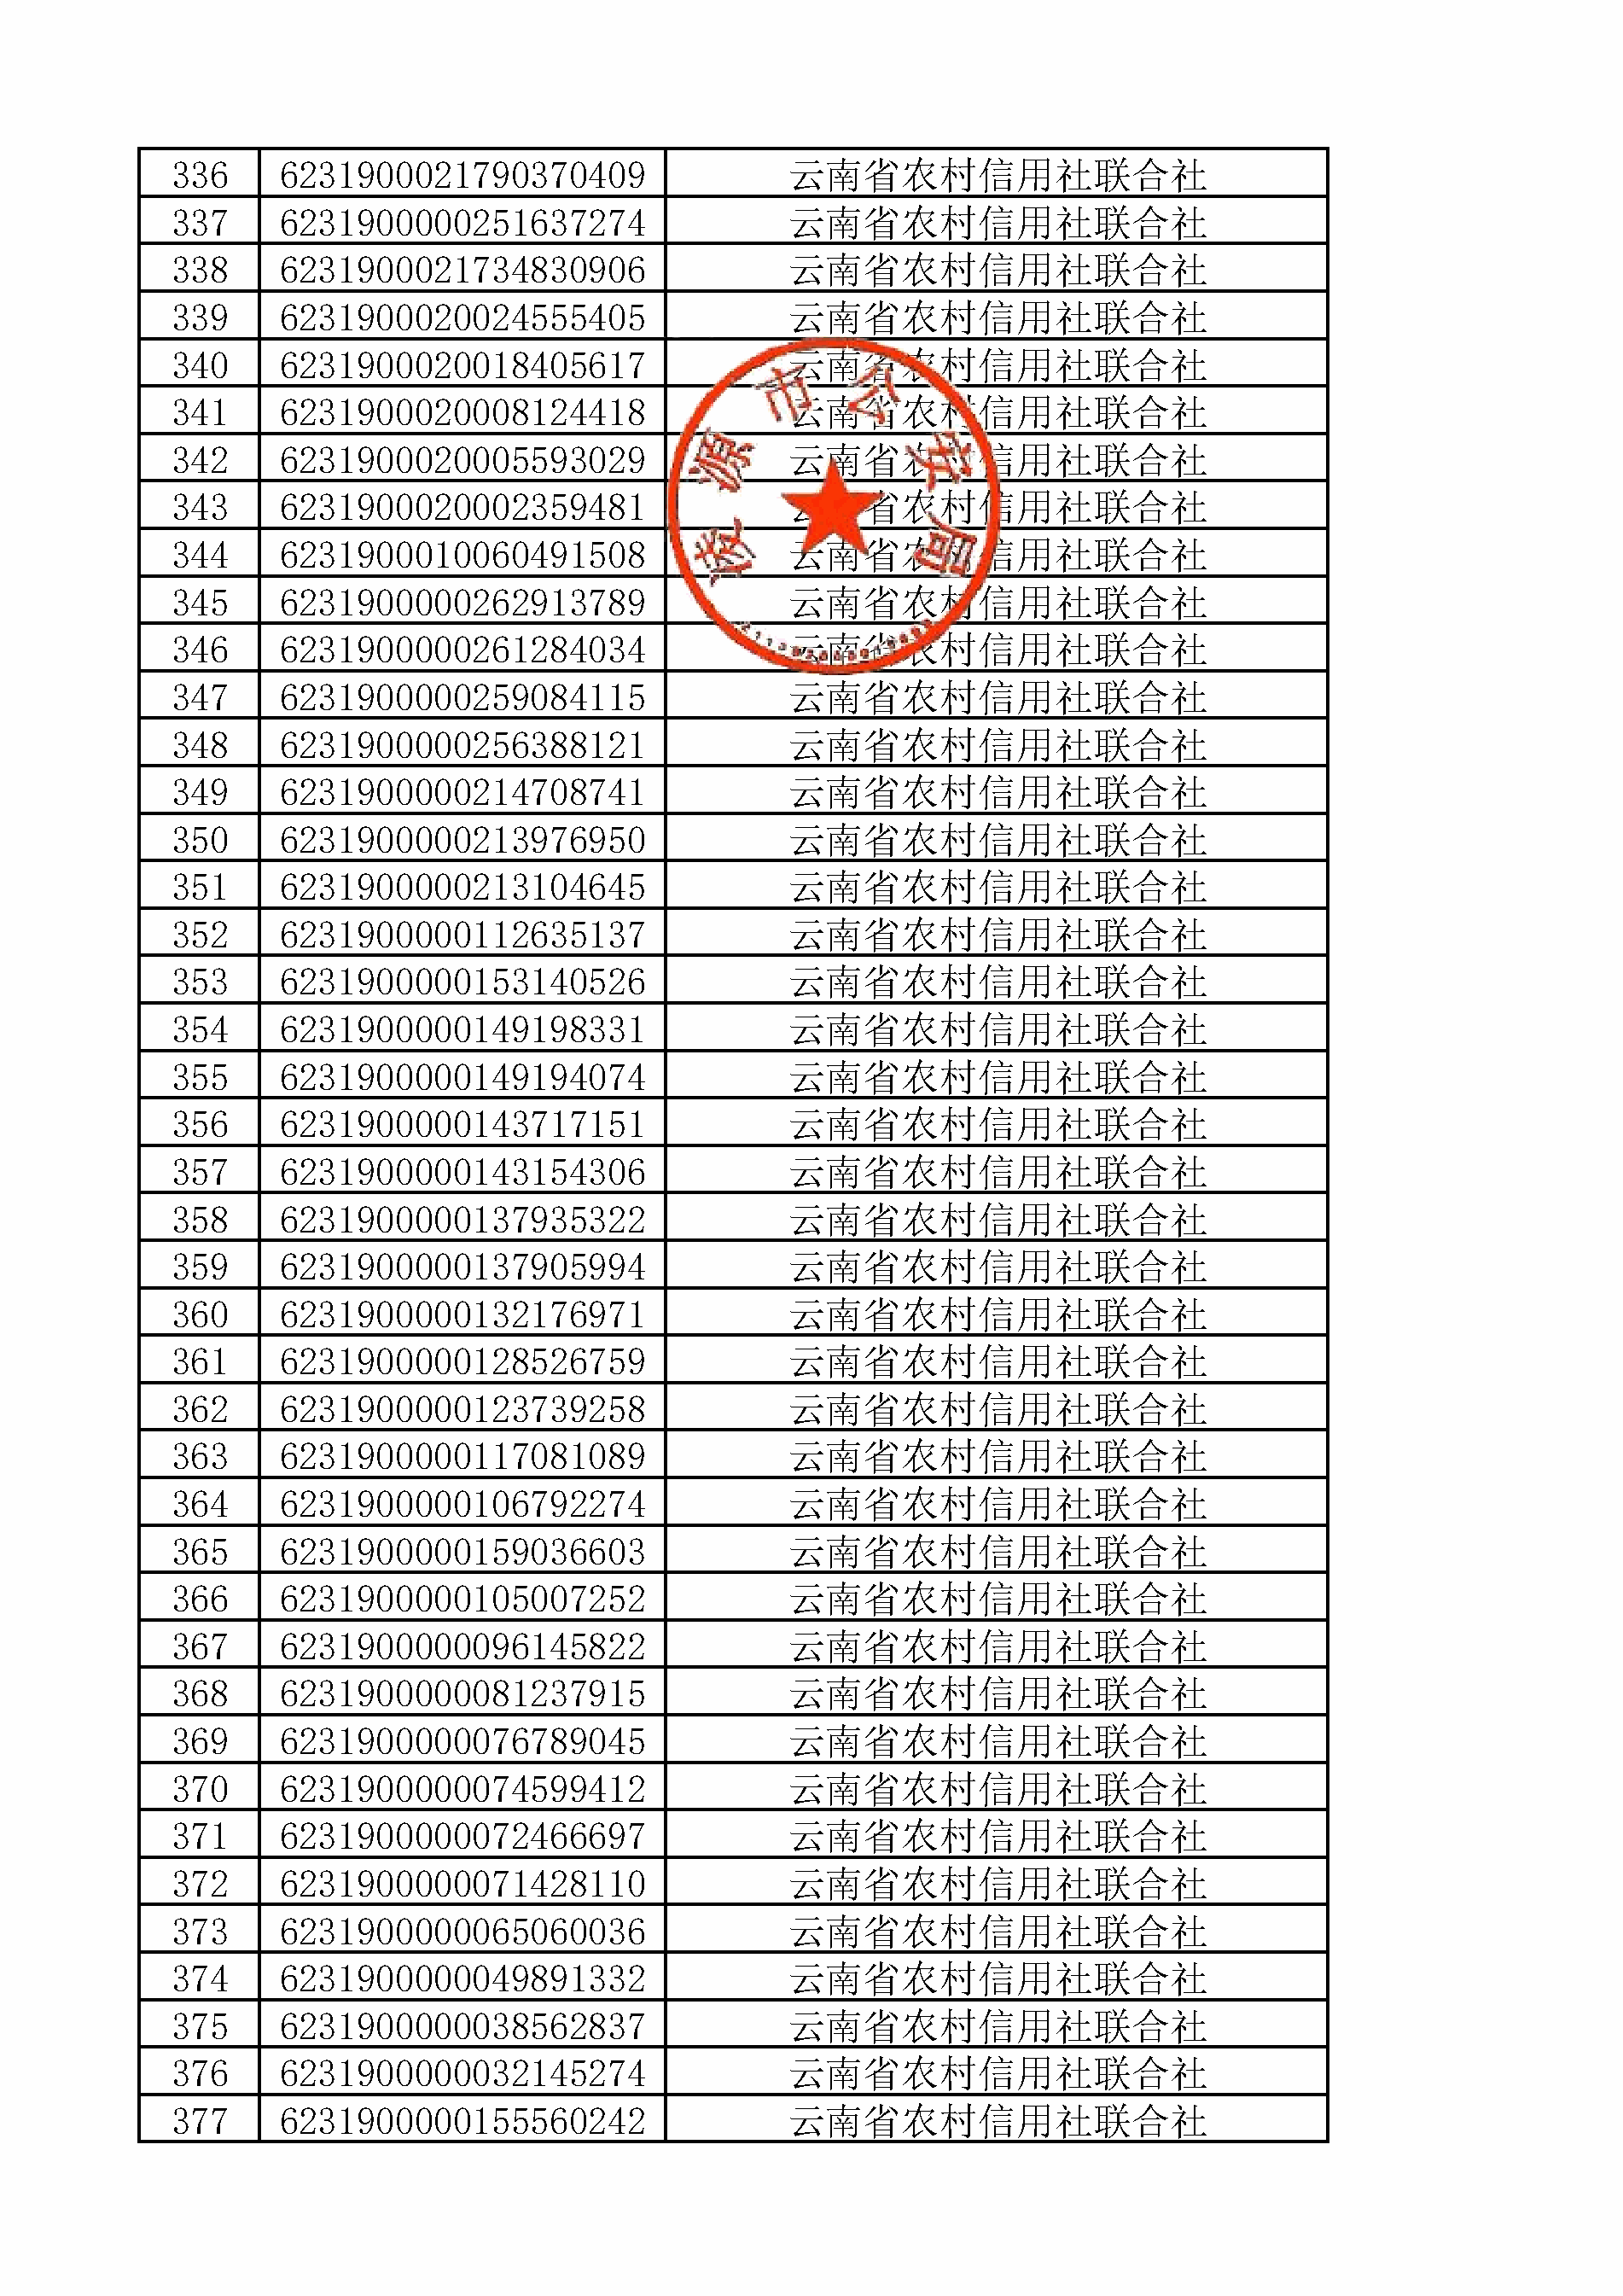 336 6231900021790370409 云南省农村信用社联合社
337 6231900000251637274 云南省农村信用社联合社
338 6231900021734830906 云南省农村信用社联合社
339 6231900020024555405 云南省农村信用社联合社
340 6231900020018405617 云南省农村信用社联合社
341 6231900020008124418 云南省农村信用社联合社
342 6231900020005593029 云南省农村信用社联合社
343 6231900020002359481 云南省农村信用社联合社
344 6231900010060491508 云南省农村信用社联合社
345 6231900000262913789 云南省农村信用社联合社
346 6231900000261284034 云南省农村信用社联合社
347 6231900000259084115 云南省农村信用社联合社
348 6231900000256388121 云南省农村信用社联合社
349 6231900000214708741 云南省农村信用社联合社
350 6231900000213976950 云南省农村信用社联合社
351 6231900000213104645 云南省农村信用社联合社
352 6231900000112635137 云南省农村信用社联合社
353 6231900000153140526 云南省农村信用社联合社
354 6231900000149198331 云南省农村信用社联合社
355 6231900000149194074 云南省农村信用社联合社
356 6231900000143717151 云南省农村信用社联合社
357 6231900000143154306 云南省农村信用社联合社
358 6231900000137935322 云南省农村信用社联合社
359 6231900000137905994 云南省农村信用社联合社
360 6231900000132176971 云南省农村信用社联合社
361 6231900000128526759 云南省农村信用社联合社
362 6231900000123739258 云南省农村信用社联合社
363 6231900000117081089 云南省农村信用社联合社
364 6231900000106792274 云南省农村信用社联合社
365 6231900000159036603 云南省农村信用社联合社
366 6231900000105007252 云南省农村信用社联合社
367 6231900000096145822 云南省农村信用社联合社
368 6231900000081237915 云南省农村信用社联合社
369 6231900000076789045 云南省农村信用社联合社
370 6231900000074599412 云南省农村信用社联合社
371 6231900000072466697 云南省农村信用社联合社
372 6231900000071428110 云南省农村信用社联合社
373 6231900000065060036 云南省农村信用社联合社
374 6231900000049891332 云南省农村信用社联合社
375 6231900000038562837 云南省农村信用社联合社
376 6231900000032145274 云南省农村信用社联合社
377 6231900000155560242 云南省农村信用社联合社
凌源市公安局